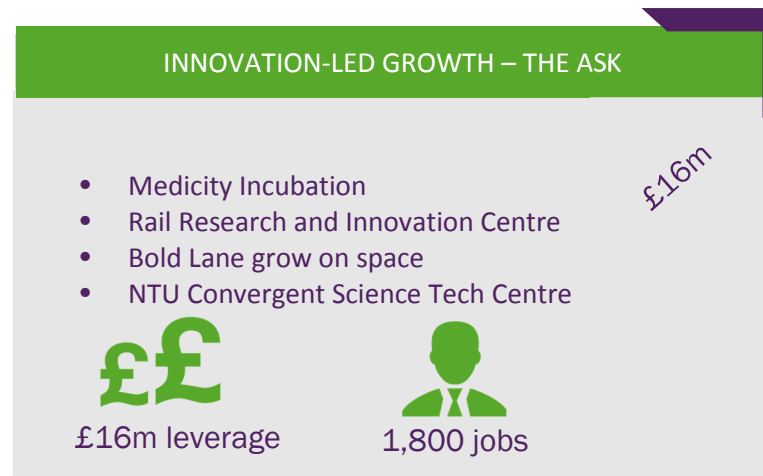 INNOVATION-LED GROWTH – THE ASK
£16m
• Medicity Incubation
• Rail Research and Innovation Centre
• Bold Lane grow on space
• NTU Convergent Science Tech Centre
££
£16m leverage
1,800 jobs